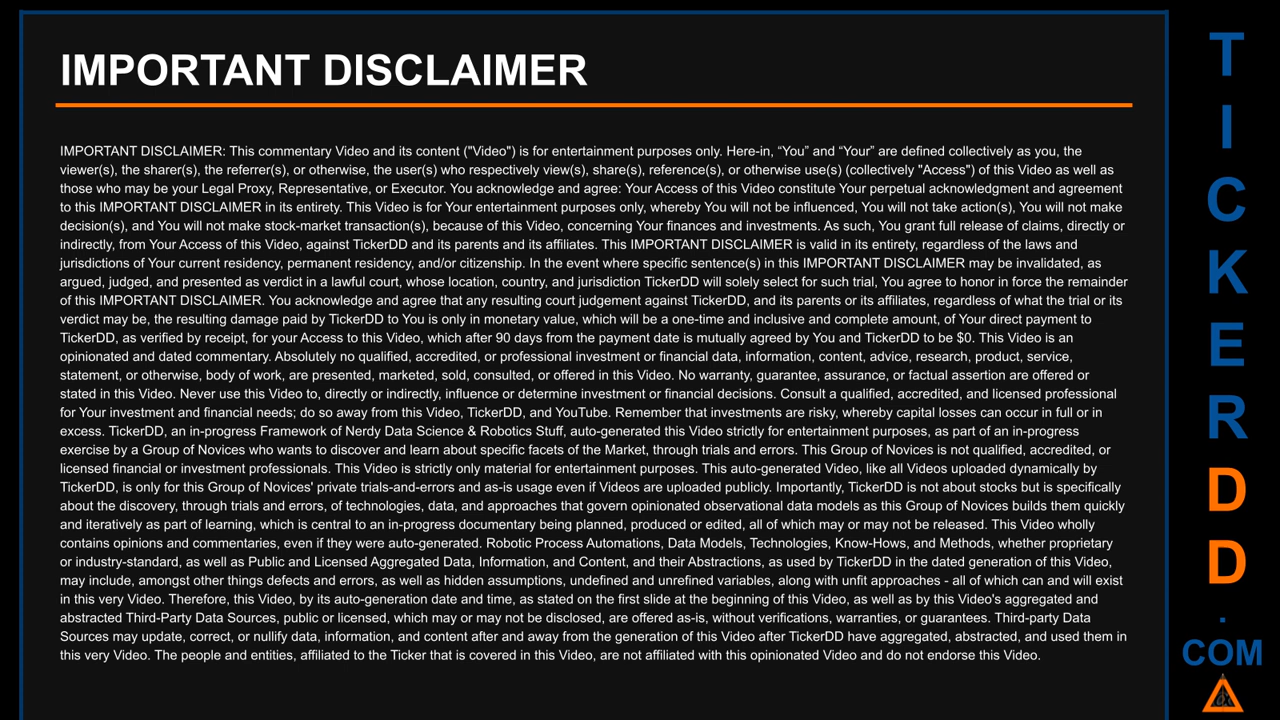 IMPORTANT DISCLAIMER
IMPORTANT DISCLAIMER: This commentary Video and its content ("Video") is for entertainment purposes only. Here-in, “You” and “Your” are defined collectively as you, the
viewer(s), the sharer(s), the referrer(s), or otherwise, the user(s) who respectively view(s), share(s), reference(s), or otherwise use(s) (collectively "Access") of this Video as well as
those who may be your Legal Proxy, Representative, or Executor. You acknowledge and agree: Your Access of this Video constitute Your perpetual acknowledgment and agreement
to this IMPORTANT DISCLAIMER in its entirety. This Video is for Your entertainment purposes only, whereby You will not be influenced, You will not take action(s), You will not make
decision(s), and You will not make stock-market transaction(s), because of this Video, concerning Your finances and investments. As such, You grant full release of claims, directly or
indirectly, from Your Access of this Video, against TickerDD and its parents and its affiliates. This IMPORTANT DISCLAIMER is valid in its entirety, regardless of the laws and
jurisdictions of Your current residency, permanent residency, and/or citizenship. In the event where specific sentence(s) in this IMPORTANT DISCLAIMER may be invalidated, as
argued, judged, and presented as verdict in a lawful court, whose location, country, and jurisdiction TickerDD will solely select for such trial, You agree to honor in force the remainder
of this IMPORTANT DISCLAIMER. You acknowledge and agree that any resulting court judgement against TickerDD, and its parents or its affiliates, regardless of what the trial or its
verdict may be, the resulting damage paid by TickerDD to You is only in monetary value, which will be a one-time and inclusive and complete amount, of Your direct payment to
TickerDD, as verified by receipt, for your Access to this Video, which after 90 days from the payment date is mutually agreed by You and TickerDD to be $0. This Video is an
opinionated and dated commentary. Absolutely no qualified, accredited, or professional investment or financial data, information, content, advice, research, product, service,
statement, or otherwise, body of work, are presented, marketed, sold, consulted, or offered in this Video. No warranty, guarantee, assurance, or factual assertion are offered or
stated in this Video. Never use this Video to, directly or indirectly, influence or determine investment or financial decisions. Consult a qualified, accredited, and licensed professional
for Your investment and financial needs; do so away from this Video, TickerDD, and YouTube. Remember that investments are risky, whereby capital losses can occur in full or in
excess. TickerDD, an in-progress Framework of Nerdy Data Science & Robotics Stuff, auto-generated this Video strictly for entertainment purposes, as part of an in-progress
exercise by a Group of Novices who wants to discover and learn about specific facets of the Market, through trials and errors. This Group of Novices is not qualified, accredited, or
licensed financial or investment professionals. This Video is strictly only material for entertainment purposes. This auto-generated Video, like all Videos uploaded dynamically by
TickerDD, is only for this Group of Novices' private trials-and-errors and as-is usage even if Videos are uploaded publicly. Importantly, TickerDD is not about stocks but is specifically
about the discovery, through trials and errors, of technologies, data, and approaches that govern opinionated observational data models as this Group of Novices builds them quickly
and iteratively as part of learning, which is central to an in-progress documentary being planned, produced or edited, all of which may or may not be released. This Video wholly
contains opinions and commentaries, even if they were auto-generated. Robotic Process Automations, Data Models, Technologies, Know-Hows, and Methods, whether proprietary
or industry-standard, as well as Public and Licensed Aggregated Data, Information, and Content, and their Abstractions, as used by TickerDD in the dated generation of this Video,
may include, amongst other things defects and errors, as well as hidden assumptions, undefined and unrefined variables, along with unfit approaches - all of which can and will exist
in this very Video. Therefore, this Video, by its auto-generation date and time, as stated on the first slide at the beginning of this Video, as well as by this Video's aggregated and
abstracted Third-Party Data Sources, public or licensed, which may or may not be disclosed, are offered as-is, without verifications, warranties, or guarantees. Third-party Data
Sources may update, correct, or nullify data, information, and content after and away from the generation of this Video after TickerDD have aggregated, abstracted, and used them in
this very Video. The people and entities, affiliated to the Ticker that is covered in this Video, are not affiliated with this opinionated Video and do not endorse this Video.
T
I
C
K
E
R
D
D
.
COM